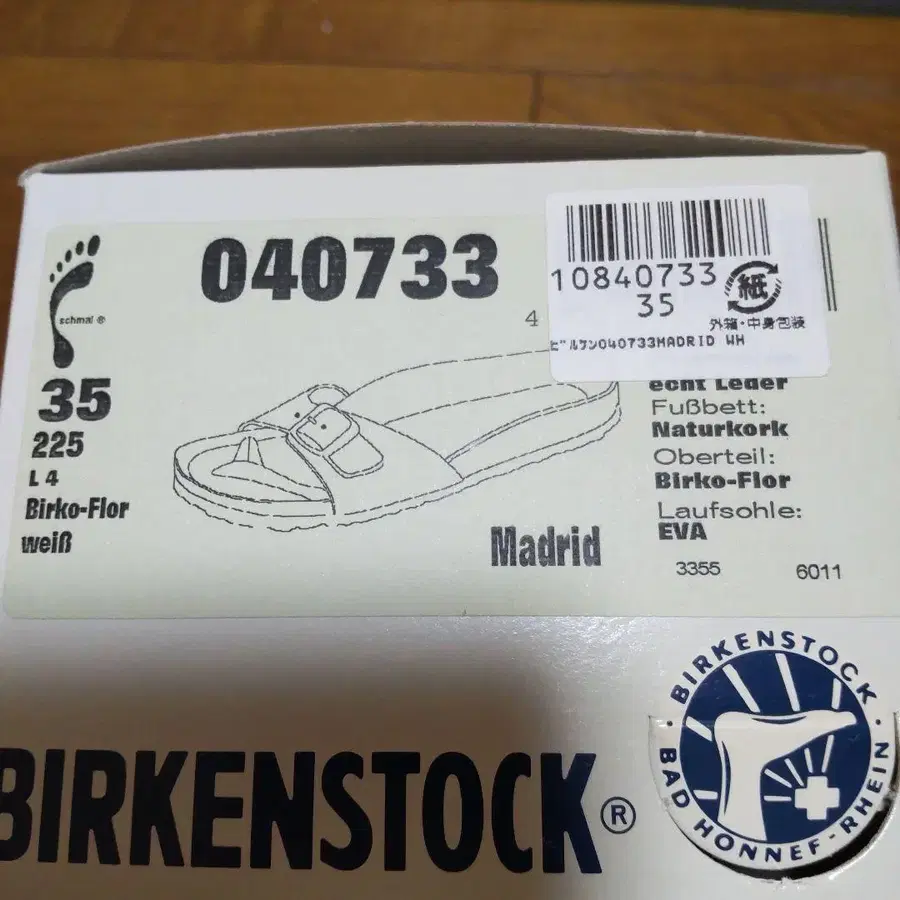 040733
schmal ®
35
225
L 4
Birko-Flor
weiß
4
10840733
35
紙
外箱・中身包装
ビルケン040733MADRID WH
echt Leder
Fußbett:
Naturkork
Oberteil:
Birko-Flor
Laufsohle:
EVA
3355 6011
Madrid
BIRKENSTOCK®
BIRKENSTOCK
BAD HONNEF-RHEIN